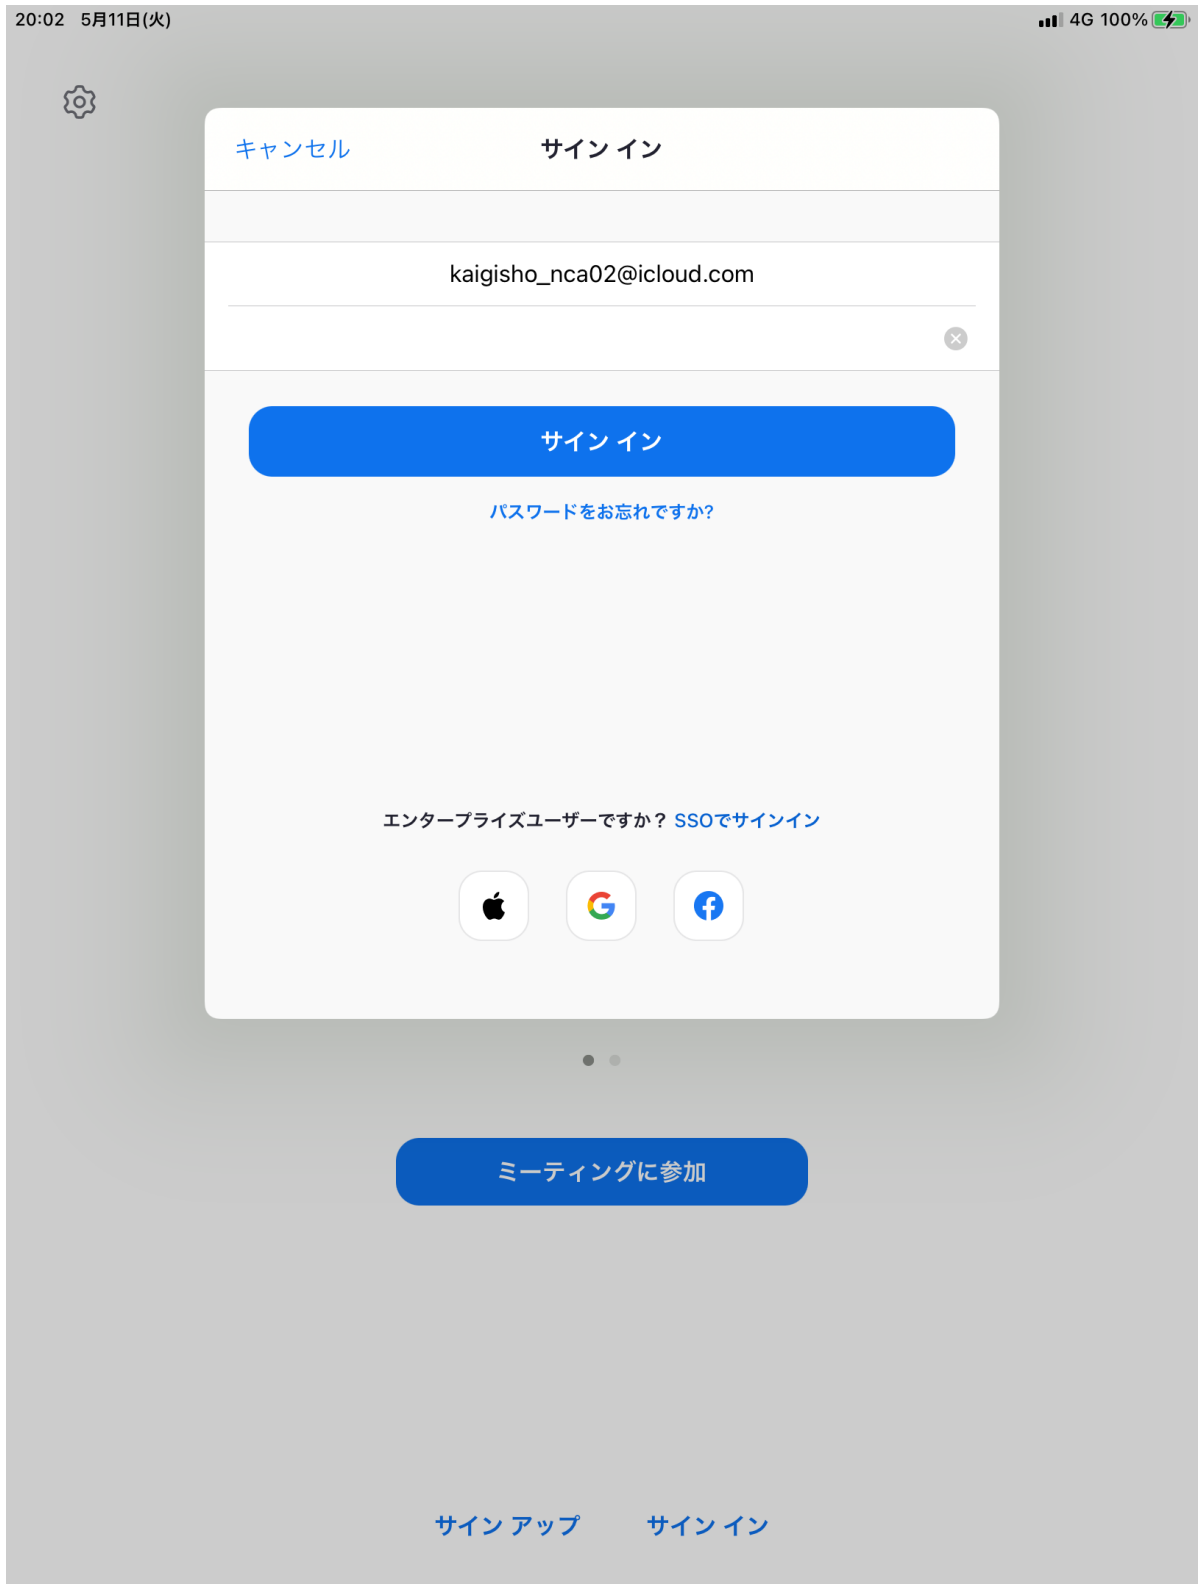 20:02 5月11日(火) 4G 100%
キャンセル サイン イン
kaigisho_nca02@icloud.com
サイン イン
パスワードをお忘れですか?
エンタープライズユーザーですか？ SSOでサインイン
ミーティングに参加
サイン アップ サイン イン